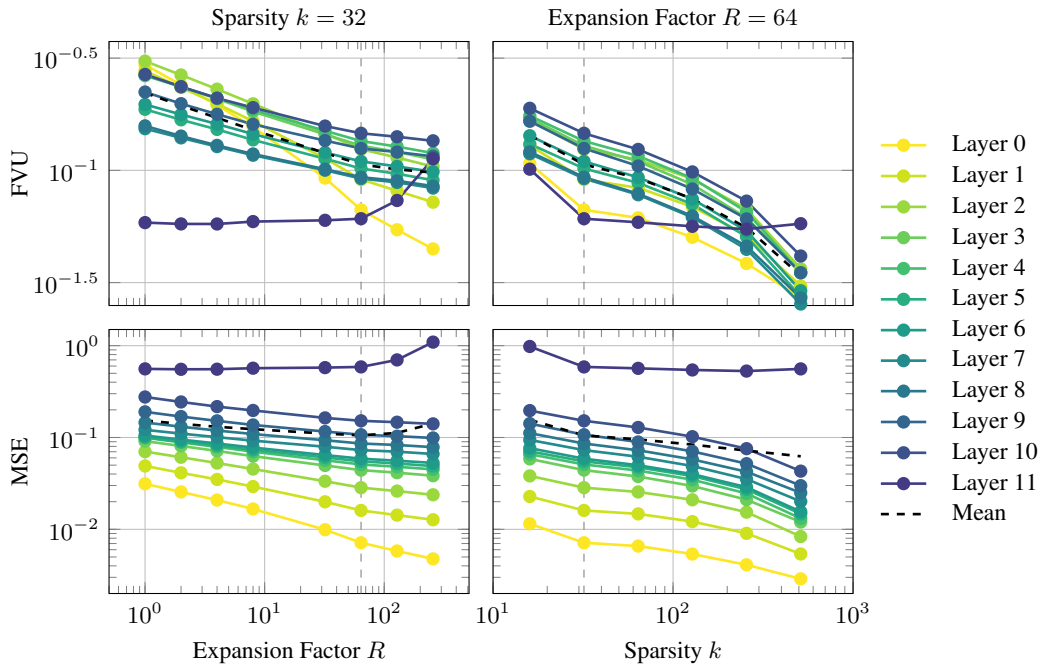 Sparsity k = 32
Expansion Factor R = 64
FVU
10^−0.5
10^−1
10^−1.5
MSE
10^0
10^−1
10^−2
10^0 10^1 10^2
10^1 10^2 10^3
Expansion Factor R
Sparsity k
Layer 0
Layer 1
Layer 2
Layer 3
Layer 4
Layer 5
Layer 6
Layer 7
Layer 8
Layer 9
Layer 10
Layer 11
Mean